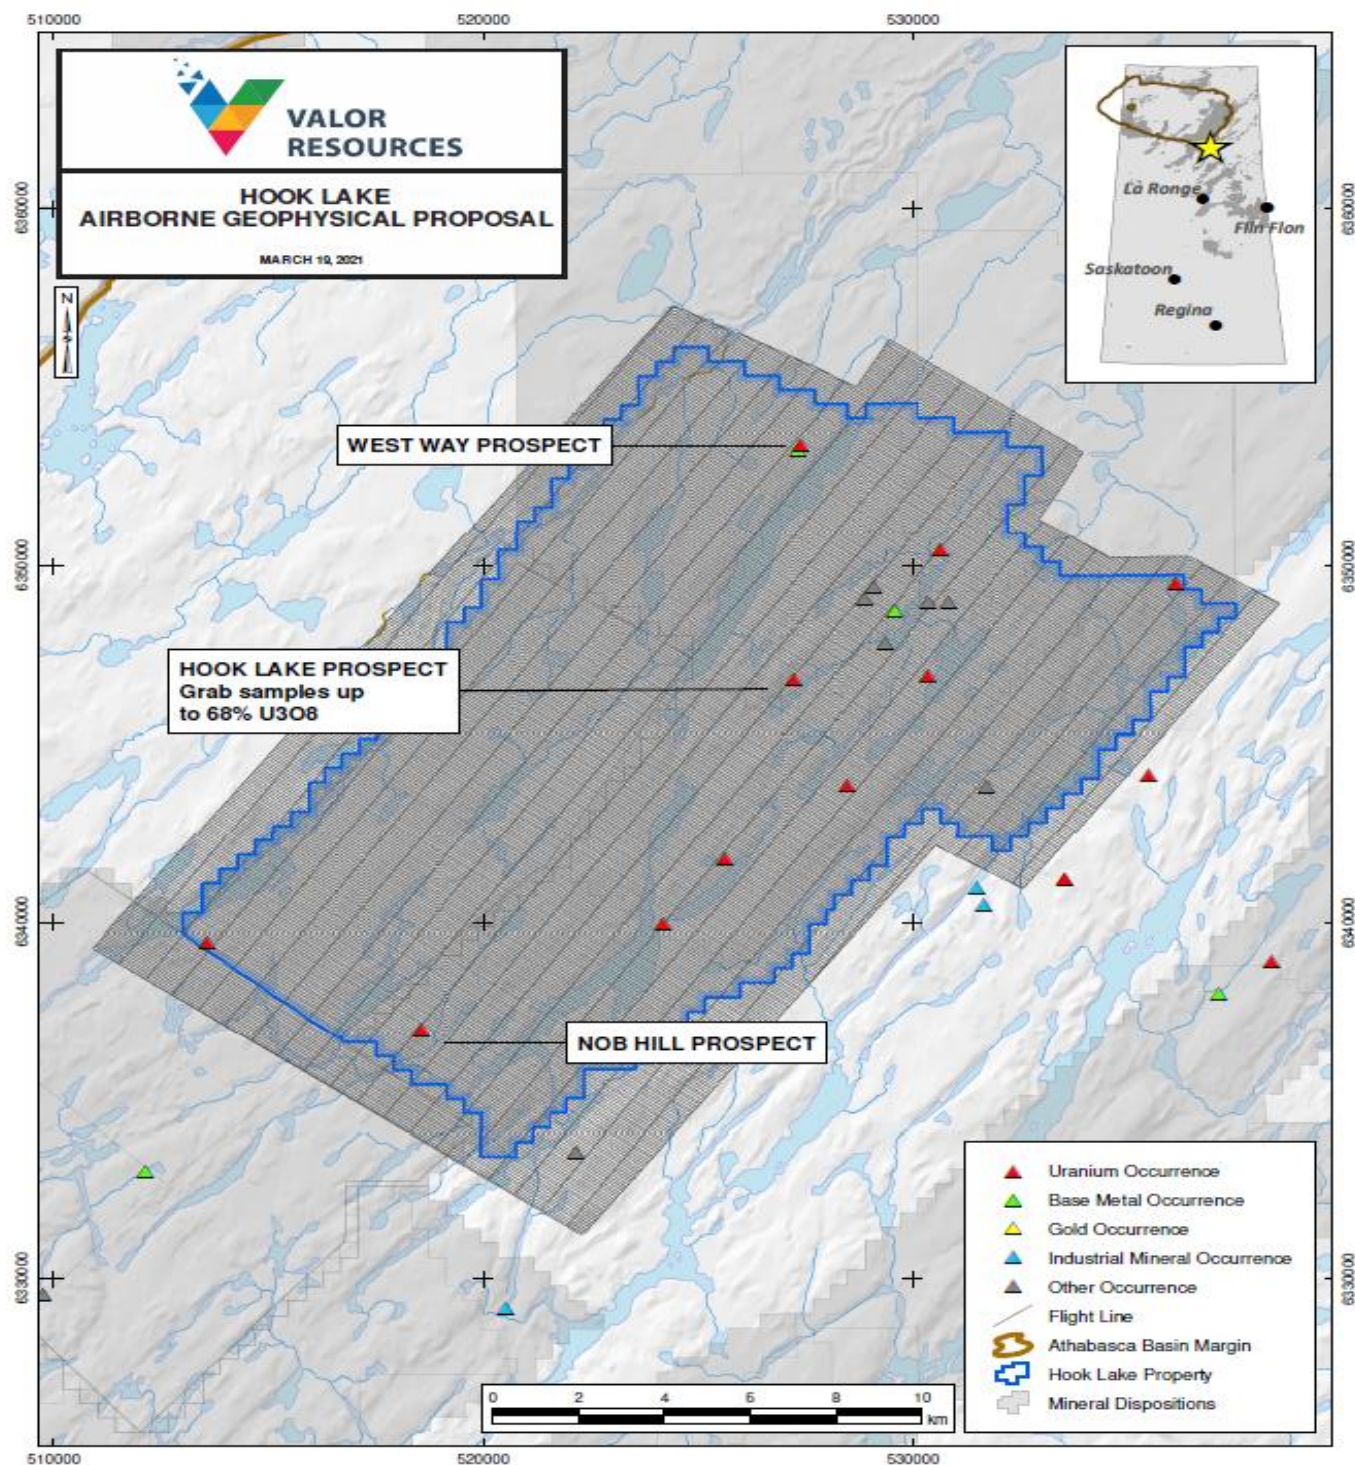 510000
520000
530000
VALOR
RESOURCES
HOOK LAKE
AIRBORNE GEOPHYSICAL PROPOSAL
MARCH 19, 2021
N
La Ronge
Flin Flon
Saskatoon
Regina
6360000
6360000
WEST WAY PROSPECT
6350000
6350000
HOOK LAKE PROSPECT
Grab samples up
to 68% U3O8
6340000
6340000
NOB HILL PROSPECT
6330000
6330000
Uranium Occurrence
Base Metal Occurrence
Gold Occurrence
Industrial Mineral Occurrence
Other Occurrence
Flight Line
Athabasca Basin Margin
Hook Lake Property
Mineral Dispositions
0 2 4 6 8 10
km
510000
520000
530000